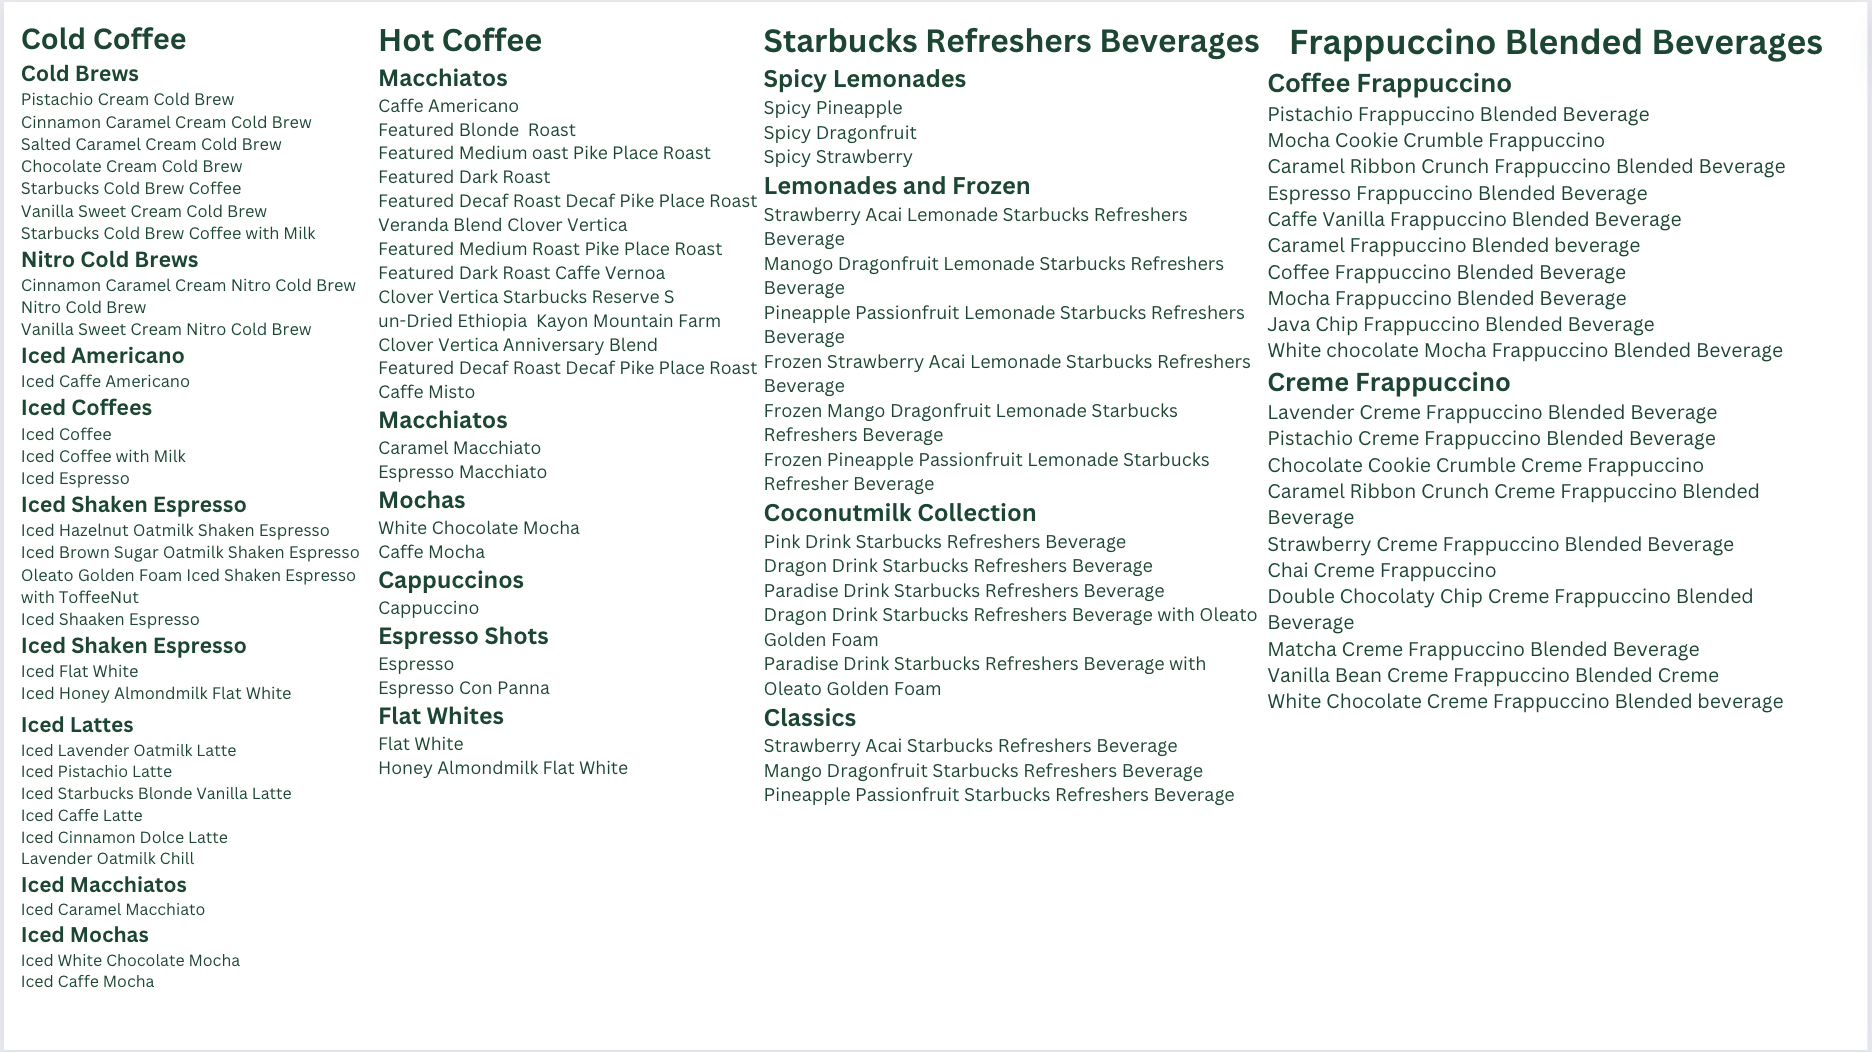 Cold Coffee
Cold Brews
Pistachio Cream Cold Brew
Cinnamon Caramel Cream Cold Brew
Salted Caramel Cream Cold Brew
Chocolate Cream Cold Brew
Starbucks Cold Brew Coffee
Vanilla Sweet Cream Cold Brew
Starbucks Cold Brew Coffee with Milk
Nitro Cold Brews
Cinnamon Caramel Cream Nitro Cold Brew
Nitro Cold Brew
Vanilla Sweet Cream Nitro Cold Brew
Iced Americano
Iced Caffe Americano
Iced Coffees
Iced Coffee
Iced Coffee with Milk
Iced Espresso
Iced Shaken Espresso
Iced Hazelnut Oatmilk Shaken Espresso
Iced Brown Sugar Oatmilk Shaken Espresso
Oleato Golden Foam Iced Shaken Espresso
with ToffeeNut
Iced Shaaken Espresso
Iced Shaken Espresso
Iced Flat White
Iced Honey Almondmilk Flat White
Iced Lattes
Iced Lavender Oatmilk Latte
Iced Pistachio Latte
Iced Starbucks Blonde Vanilla Latte
Iced Caffe Latte
Iced Cinnamon Dolce Latte
Lavender Oatmilk Chill
Iced Macchiatos
Iced Caramel Macchiato
Iced Mochas
Iced White Chocolate Mocha
Iced Caffe Mocha
Hot Coffee
Macchiatos
Caffe Americano
Featured Blonde  Roast
Featured Medium oast Pike Place Roast
Featured Dark Roast
Featured Decaf Roast Decaf Pike Place Roast
Veranda Blend Clover Vertica
Featured Medium Roast Pike Place Roast
Featured Dark Roast Caffe Vernoa
Clover Vertica Starbucks Reserve S
un-Dried Ethiopia  Kayon Mountain Farm
Clover Vertica Anniversary Blend
Featured Decaf Roast Decaf Pike Place Roast
Caffe Misto
Macchiatos
Caramel Macchiato
Espresso Macchiato
Mochas
White Chocolate Mocha
Caffe Mocha
Cappuccinos
Cappuccino
Espresso Shots
Espresso
Espresso Con Panna
Flat Whites
Flat White
Honey Almondmilk Flat White
Starbucks Refreshers Beverages
Spicy Lemonades
Spicy Pineapple
Spicy Dragonfruit
Spicy Strawberry
Lemonades and Frozen
Strawberry Acai Lemonade Starbucks Refreshers
Beverage
Manogo Dragonfruit Lemonade Starbucks Refreshers
Beverage
Pineapple Passionfruit Lemonade Starbucks Refreshers
Beverage
Frozen Strawberry Acai Lemonade Starbucks Refreshers
Beverage
Frozen Mango Dragonfruit Lemonade Starbucks
Refreshers Beverage
Frozen Pineapple Passionfruit Lemonade Starbucks
Refresher Beverage
Coconutmilk Collection
Pink Drink Starbucks Refreshers Beverage
Dragon Drink Starbucks Refreshers Beverage
Paradise Drink Starbucks Refreshers Beverage
Dragon Drink Starbucks Refreshers Beverage with Oleato
Golden Foam
Paradise Drink Starbucks Refreshers Beverage with
Oleato Golden Foam
Classics
Strawberry Acai Starbucks Refreshers Beverage
Mango Dragonfruit Starbucks Refreshers Beverage
Pineapple Passionfruit Starbucks Refreshers Beverage
Frappuccino Blended Beverages
Coffee Frappuccino
Pistachio Frappuccino Blended Beverage
Mocha Cookie Crumble Frappuccino
Caramel Ribbon Crunch Frappuccino Blended Beverage
Espresso Frappuccino Blended Beverage
Caffe Vanilla Frappuccino Blended Beverage
Caramel Frappuccino Blended beverage
Coffee Frappuccino Blended Beverage
Mocha Frappuccino Blended Beverage
Java Chip Frappuccino Blended Beverage
White chocolate Mocha Frappuccino Blended Beverage
Creme Frappuccino
Lavender Creme Frappuccino Blended Beverage
Pistachio Creme Frappuccino Blended Beverage
Chocolate Cookie Crumble Creme Frappuccino
Caramel Ribbon Crunch Creme Frappuccino Blended
Beverage
Strawberry Creme Frappuccino Blended Beverage
Chai Creme Frappuccino
Double Chocolaty Chip Creme Frappuccino Blended
Beverage
Matcha Creme Frappuccino Blended Beverage
Vanilla Bean Creme Frappuccino Blended Creme
White Chocolate Creme Frappuccino Blended beverage